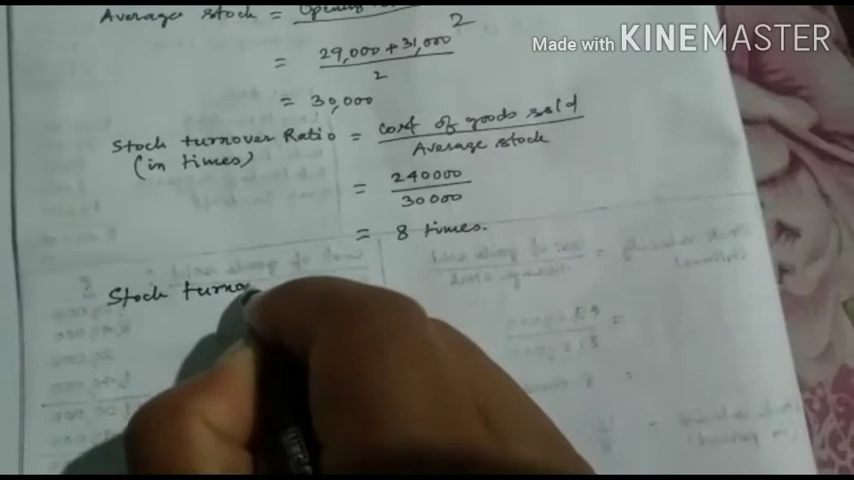 Average stock = Opening
2
= 29,000 + 31,000
2
= 30,000
Stock turnover Ratio = Cost of goods sold
(in times) Average stock
= 240000
30000
= 8 times.
Stock turno
Made with KINEMASTER